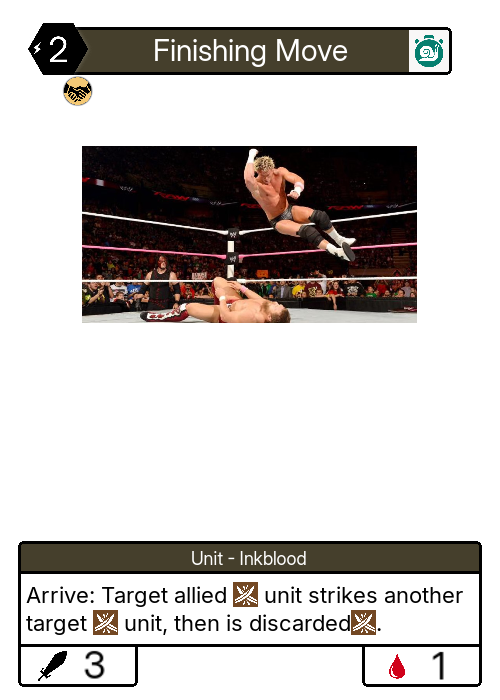 2
Finishing Move
Unit - Inkblood
Arrive: Target allied unit strikes another
target unit, then is discarded.
3
1